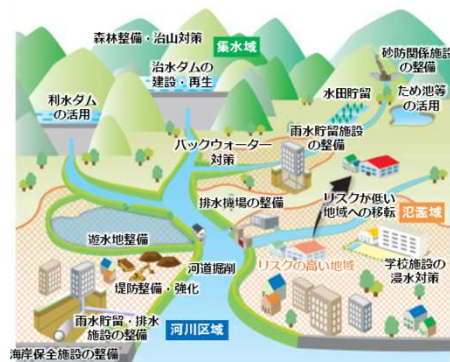 森林整備・治山対策
集水域
治水ダムの
建設・再生
砂防関係施設
の整備
利水ダム
の活用
水田貯留
ため池等
の活用
バックウォーター
対策
雨水貯留施設
の整備
排水機場の整備
リスクが低い
地域への移転
氾濫域
遊水地整備
河道掘削
リスクの高い地域
学校施設の
浸水対策
堤防整備・強化
雨水貯留・排水
施設の整備
河川区域
海岸保全施設の整備